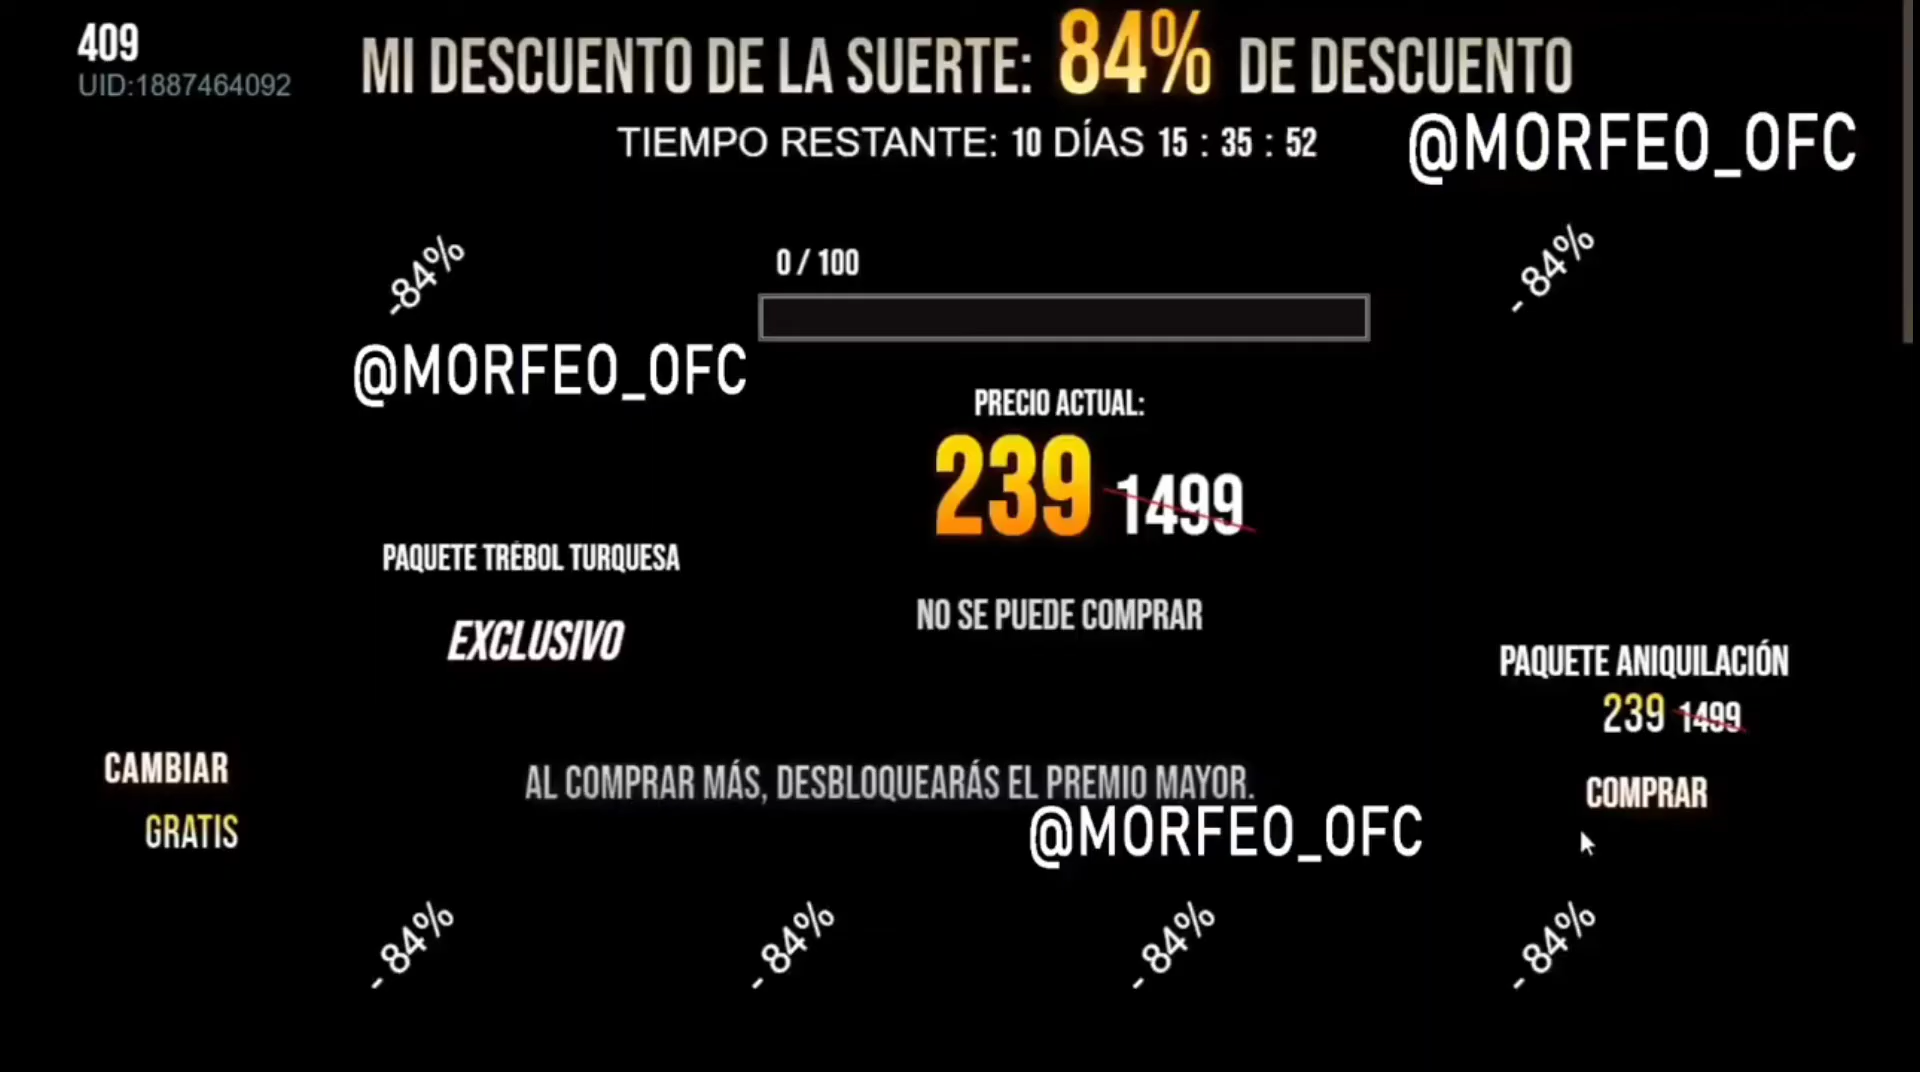 409
UID:1887464092
MI DESCUENTO DE LA SUERTE: 84% DE DESCUENTO
TIEMPO RESTANTE: 10 DÍAS 15 : 35 : 52
@MORFEO_OFC
-84%
0 / 100
- 84%
@MORFEO_OFC
PRECIO ACTUAL:
239 1499
PAQUETE TRÉBOL TURQUESA
EXCLUSIVO
NO SE PUEDE COMPRAR
PAQUETE ANIQUILACIÓN
239 1499
COMPRAR
CAMBIAR
GRATIS
AL COMPRAR MÁS, DESBLOQUEARÁS EL PREMIO MAYOR.
@MORFEO_OFC
- 84%
- 84%
- 84%
- 84%